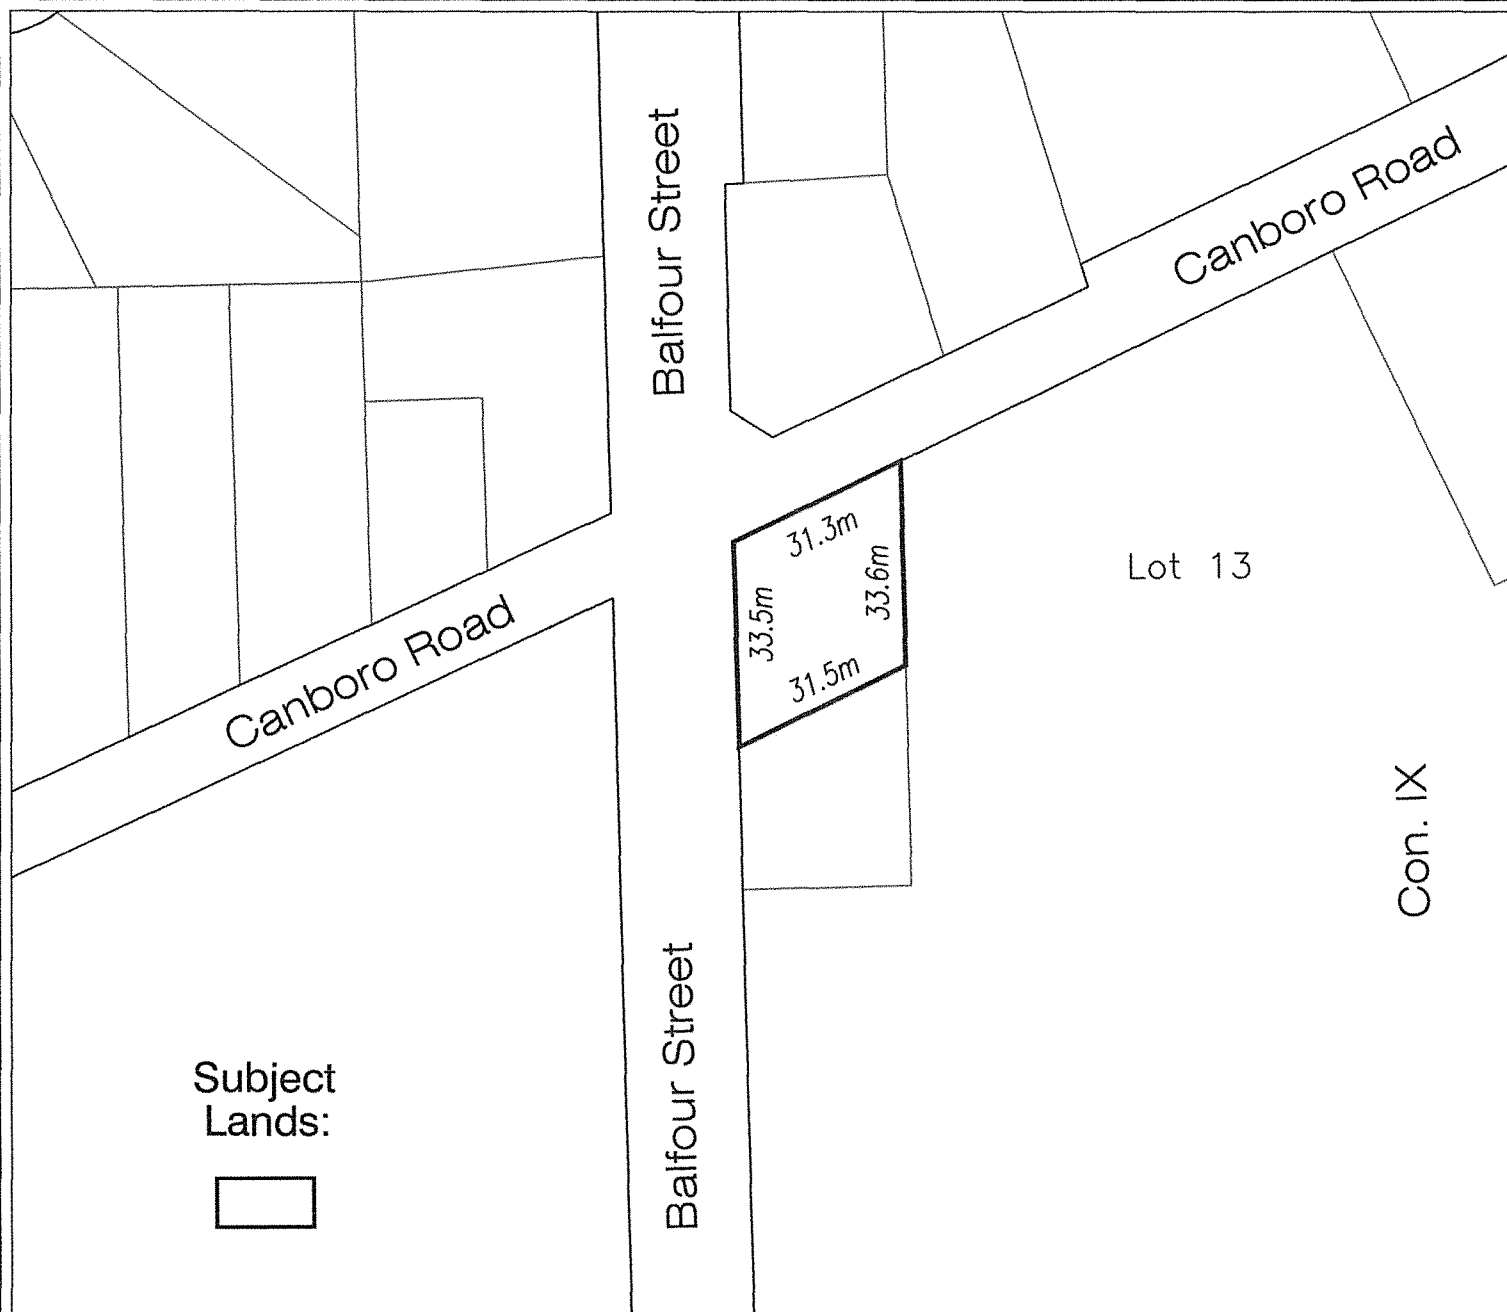 Balfour Street
Canboro Road
31.3m
33.5m
33.6m
31.5m
Lot 13
Canboro Road
Con. IX
Balfour Street
Subject
Lands: